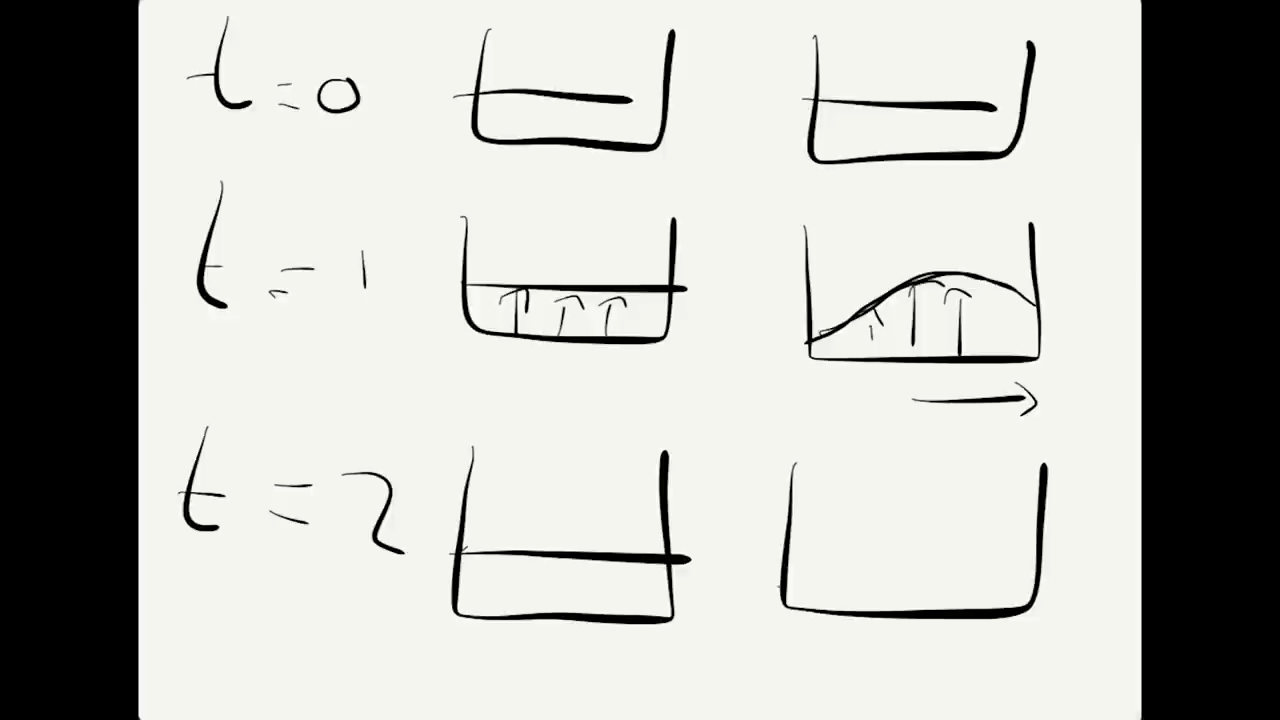 t = 0
t = 1
t = 2